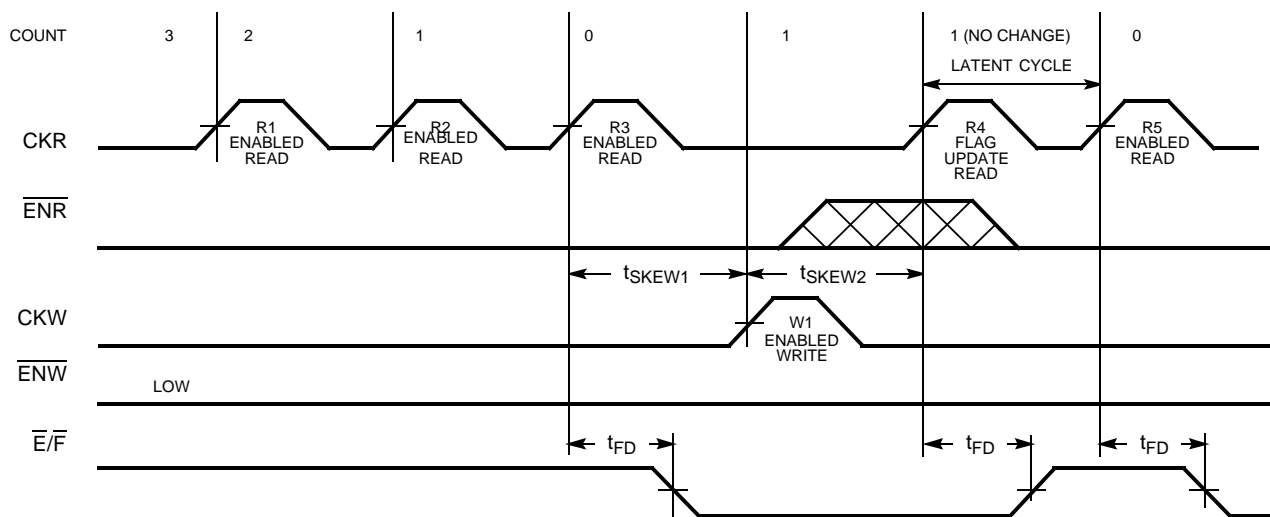 COUNT 3 2 1 0 1 1 (NO CHANGE) 0
LATENT CYCLE
CKR
R1
ENABLED
READ
R2
ENABLED
READ
R3
ENABLED
READ
R4
FLAG
UPDATE
READ
R5
ENABLED
READ
ENR
tSKEW1 tSKEW2
CKW
W1
ENABLED
WRITE
ENW
LOW
E/F
tFD tFD tFD